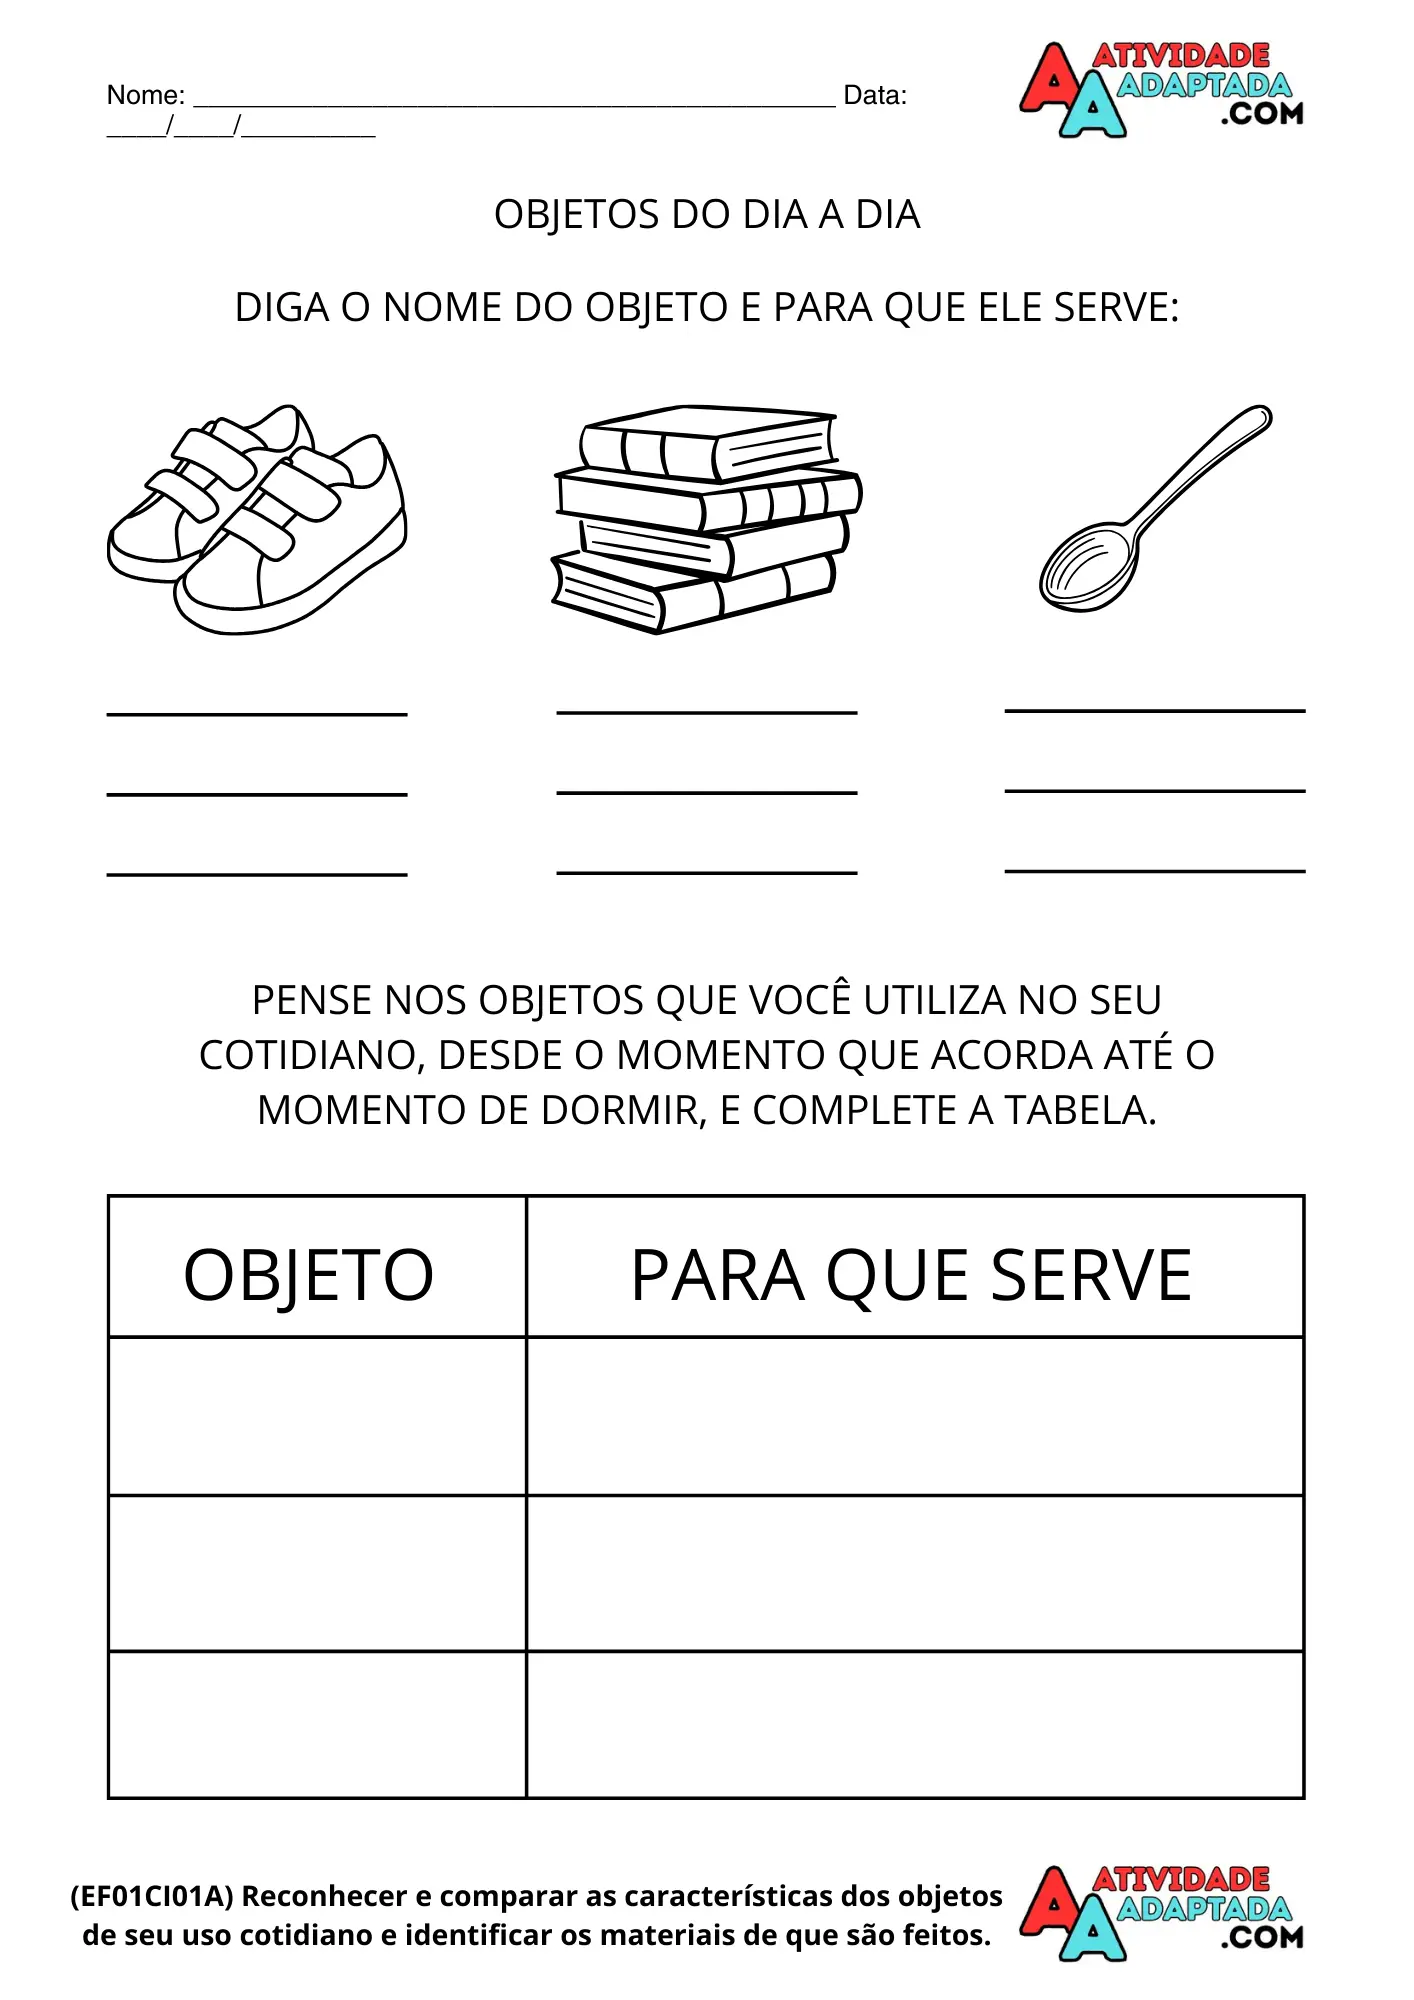 Nome: ___________________________________________ Data:
____/____/_________
ATIVIDADE
ADAPTADA
.COM
OBJETOS DO DIA A DIA
DIGA O NOME DO OBJETO E PARA QUE ELE SERVE:
PENSE NOS OBJETOS QUE VOCÊ UTILIZA NO SEU
COTIDIANO, DESDE O MOMENTO QUE ACORDA ATÉ O
MOMENTO DE DORMIR, E COMPLETE A TABELA.
OBJETO
PARA QUE SERVE
(EF01CI01A) Reconhecer e comparar as características dos objetos
de seu uso cotidiano e identificar os materiais de que são feitos.
AA
ATIVIDADE
ADAPTADA
.COM